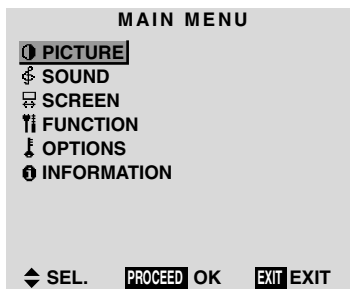 MAIN MENU
PICTURE
SOUND
SCREEN
FUNCTION
OPTIONS
INFORMATION
SEL. PROCEED OK EXIT EXIT